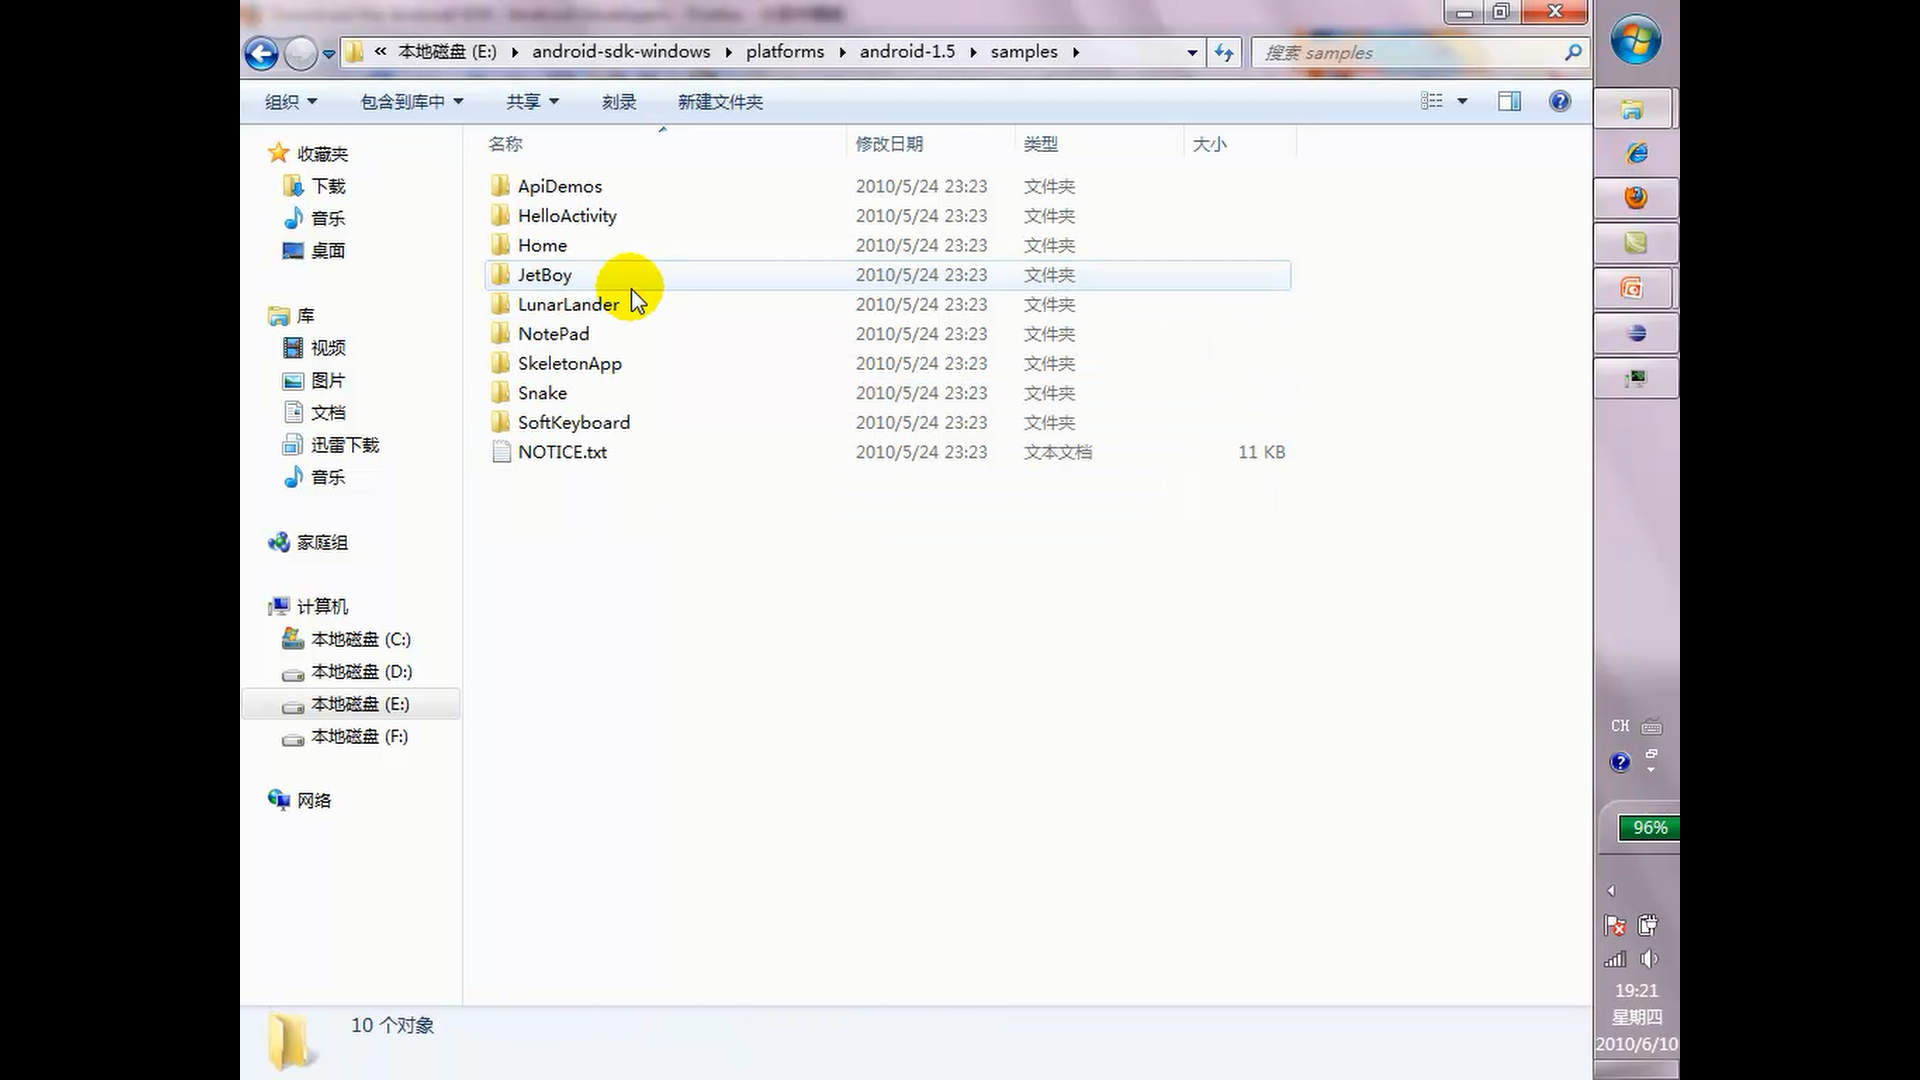 « 本地磁盘 (E:) android-sdk-windows platforms android-1.5 samples
搜索 samples
组织 包含到库中 共享 刻录 新建文件夹
名称 修改日期 类型 大小
收藏夹
下载
音乐
桌面
库
视频
图片
文档
迅雷下载
音乐
家庭组
计算机
本地磁盘 (C:)
本地磁盘 (D:)
本地磁盘 (E:)
本地磁盘 (F:)
网络
ApiDemos 2010/5/24 23:23 文件夹
HelloActivity 2010/5/24 23:23 文件夹
Home 2010/5/24 23:23 文件夹
JetBoy 2010/5/24 23:23 文件夹
LunarLander 2010/5/24 23:23 文件夹
NotePad 2010/5/24 23:23 文件夹
SkeletonApp 2010/5/24 23:23 文件夹
Snake 2010/5/24 23:23 文件夹
SoftKeyboard 2010/5/24 23:23 文件夹
NOTICE.txt 2010/5/24 23:23 文本文档 11 KB
10 个对象
CH
96%
19:21
星期四
2010/6/10